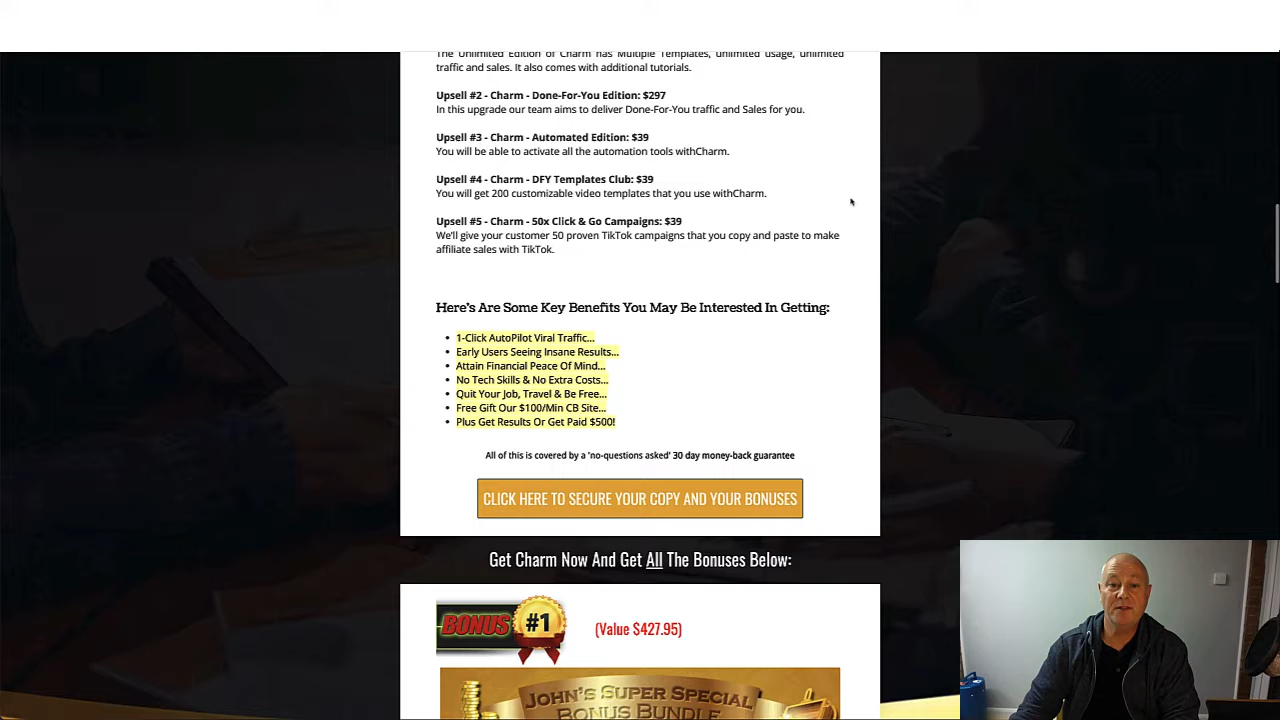 The Unlimited Edition of Charm has Multiple Templates, unlimited usage, unlimited
traffic and sales. It also comes with additional tutorials.
Upsell #2 - Charm - Done-For-You Edition: $297
In this upgrade our team aims to deliver Done-For-You traffic and Sales for you.
Upsell #3 - Charm - Automated Edition: $39
You will be able to activate all the automation tools withCharm.
Upsell #4 - Charm - DFY Templates Club: $39
You will get 200 customizable video templates that you use withCharm.
Upsell #5 - Charm - 50x Click & Go Campaigns: $39
We'll give your customer 50 proven TikTok campaigns that you copy and paste to make
affiliate sales with TikTok.
Here's Are Some Key Benefits You May Be Interested In Getting:
1-Click AutoPilot Viral Traffic...
Early Users Seeing Insane Results...
Attain Financial Peace Of Mind...
No Tech Skills & No Extra Costs...
Quit Your Job, Travel & Be Free...
Free Gift Our $100/Min CB Site...
Plus Get Results Or Get Paid $500!
All of this is covered by a 'no-questions asked' 30 day money-back guarantee
CLICK HERE TO SECURE YOUR COPY AND YOUR BONUSES
Get Charm Now And Get All The Bonuses Below:
BONUS #1
(Value $427.95)
JOHN'S SUPER SPECIAL
BONUS BUNDLE